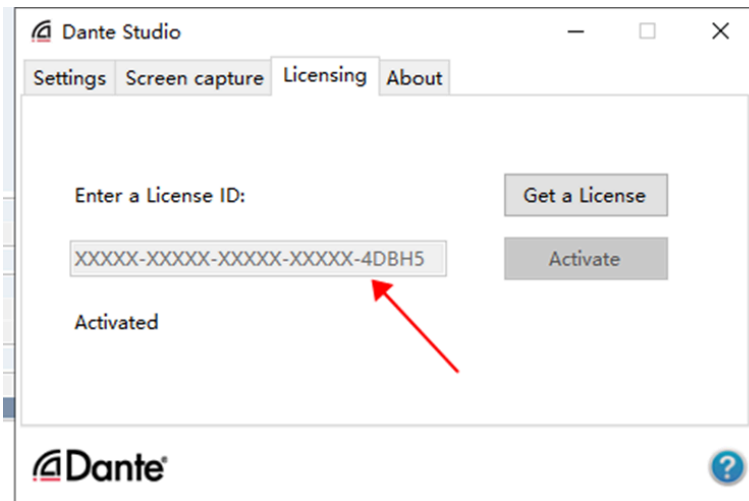 Dante Studio
Settings Screen capture Licensing About
Enter a License ID: Get a License
XXXXX-XXXXX-XXXXX-XXXXX-4DBH5 Activate
Activated
Dante
?